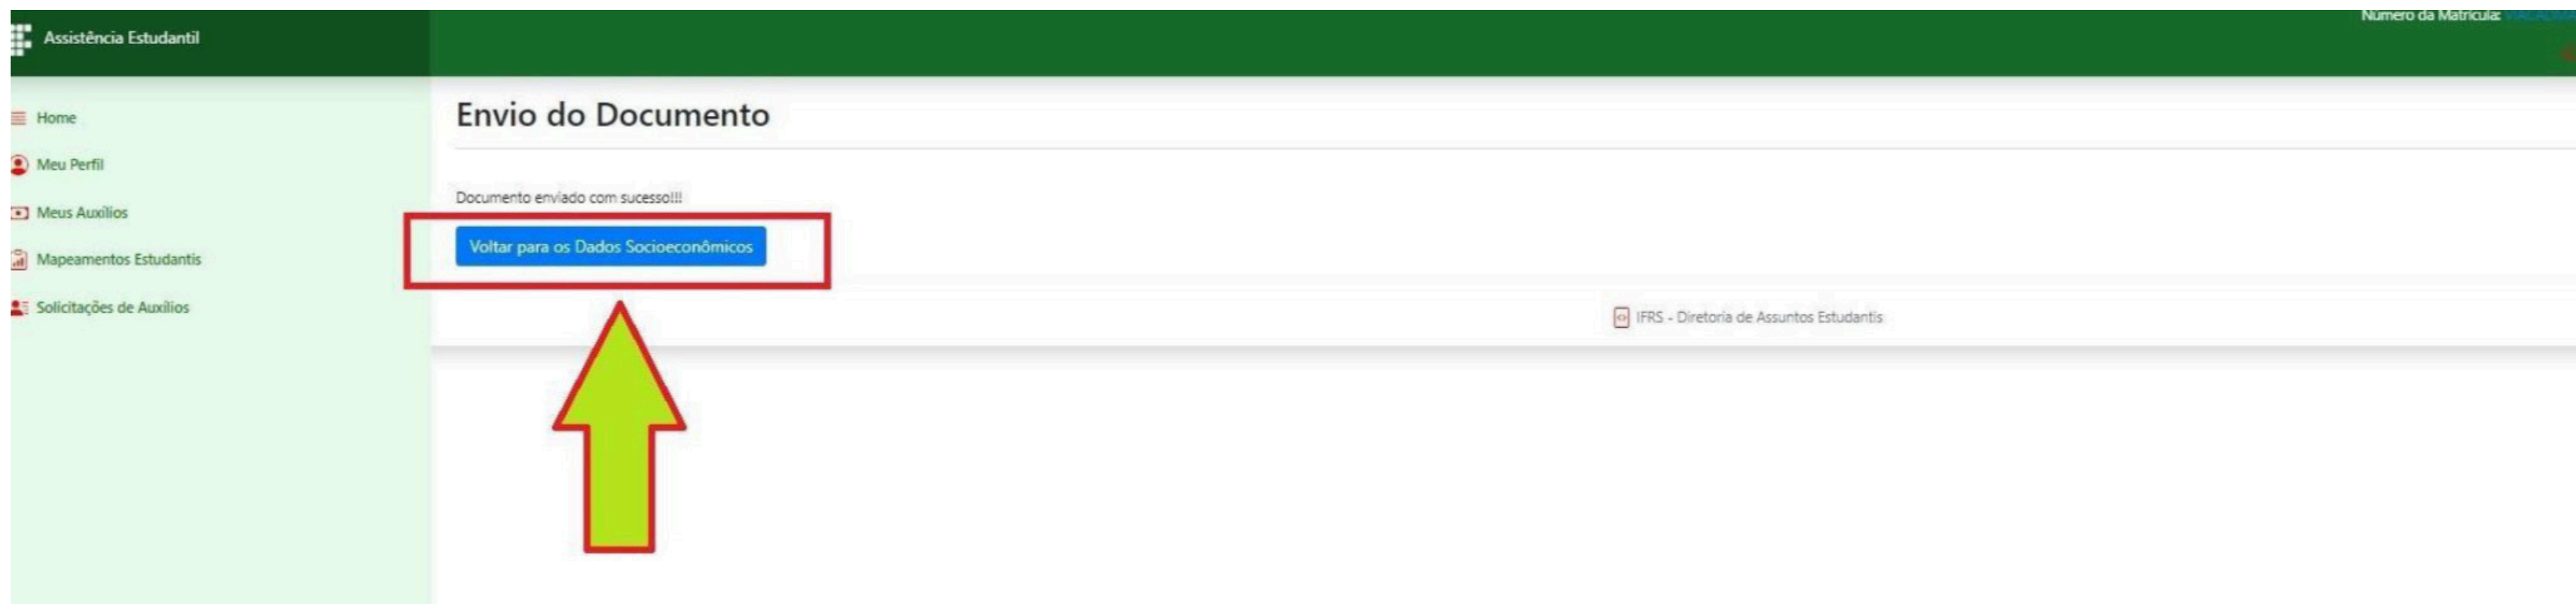 Número da Matrícula:
Assistência Estudantil
Home
Meu Perfil
Meus Auxílios
Mapeamentos Estudantis
Solicitações de Auxílios
Envio do Documento
Documento enviado com sucesso!!!
Voltar para os Dados Socioeconômicos
IFRS - Diretoria de Assuntos Estudantis